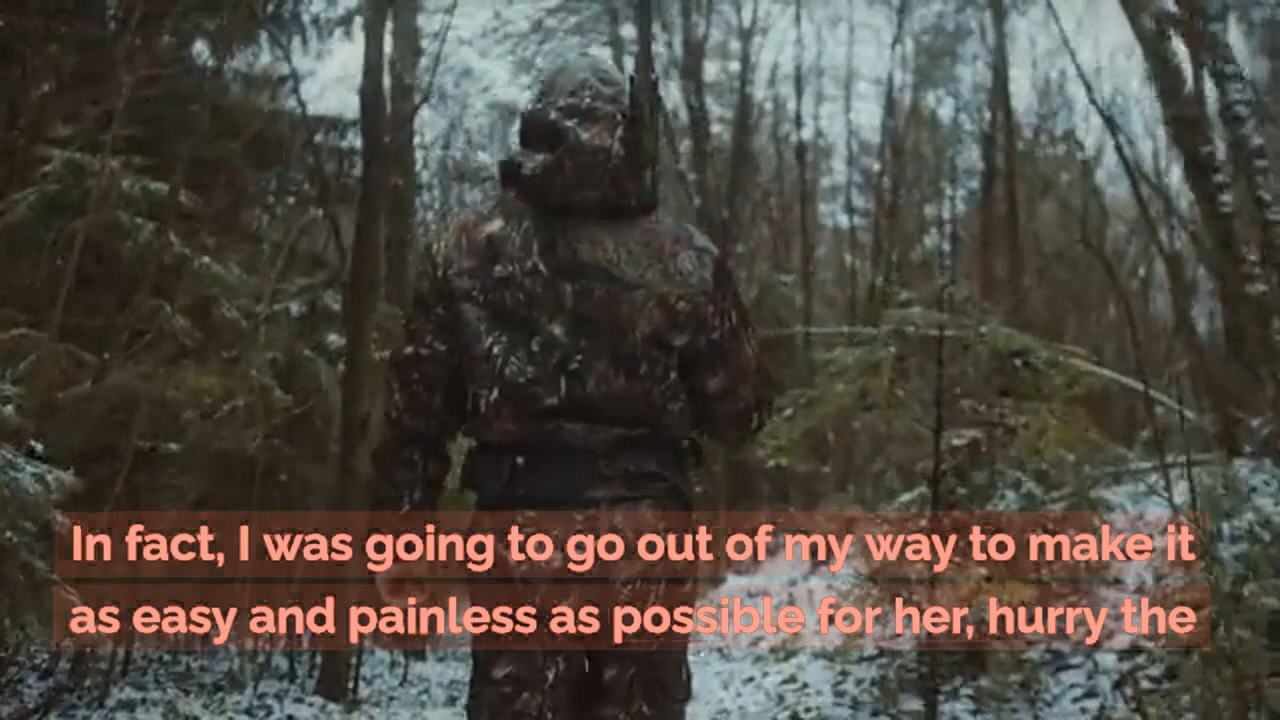 In fact, I was going to go out of my way to make it
as easy and painless as possible for her, hurry the